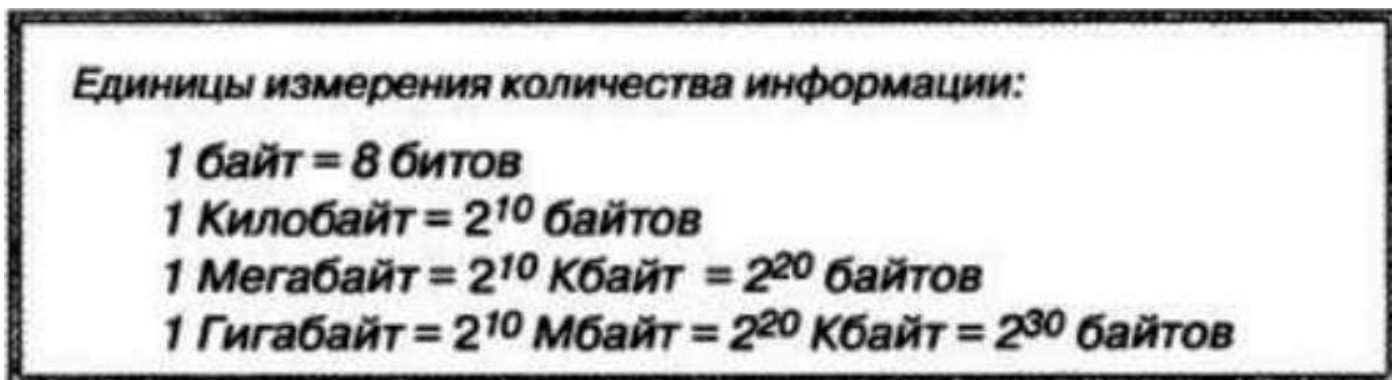 Единицы измерения количества информации:
1 байт = 8 битов
1 Килобайт = 2¹⁰ байтов
1 Мегабайт = 2¹⁰ Кбайт = 2²⁰ байтов
1 Гигабайт = 2¹⁰ Мбайт = 2²⁰ Кбайт = 2³⁰ байтов